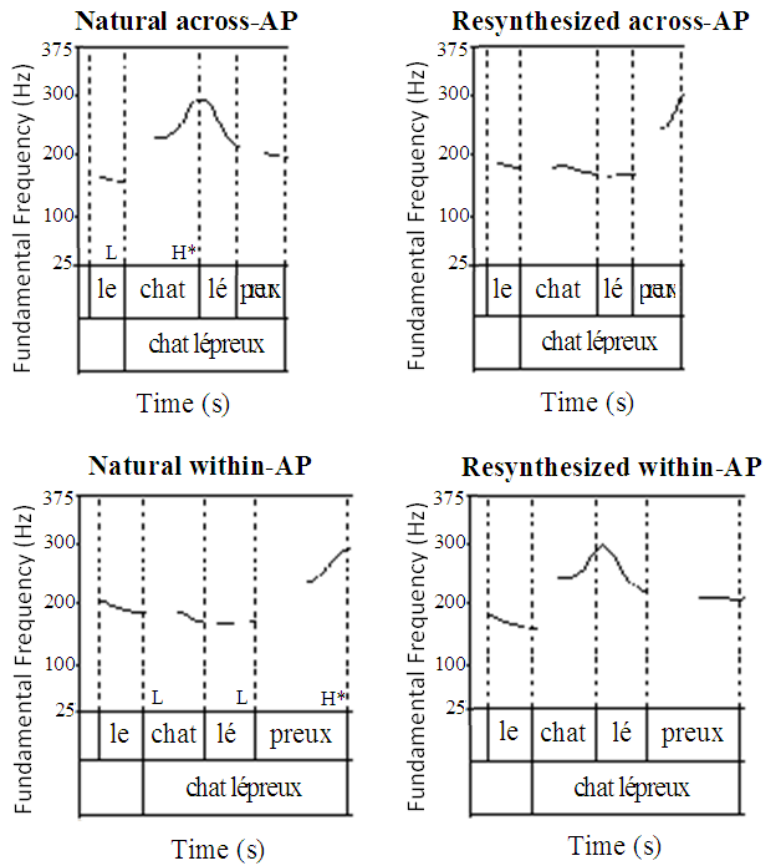 Natural across-AP
Fundamental Frequency (Hz)
375
300
200
100
25
L H*
le chat lé preux
chat lépreux
Time (s)
Resynthesized across-AP
Fundamental Frequency (Hz)
375
300
200
100
25
le chat lé
chat lépreux
Time (s)
Natural within-AP
Fundamental Frequency (Hz)
375
300
200
100
25
L L H*
le chat lé preux
chat lépreux
Time (s)
Resynthesized within-AP
Fundamental Frequency (Hz)
375
300
200
100
25
le chat lé preux
chat lépreux
Time (s)